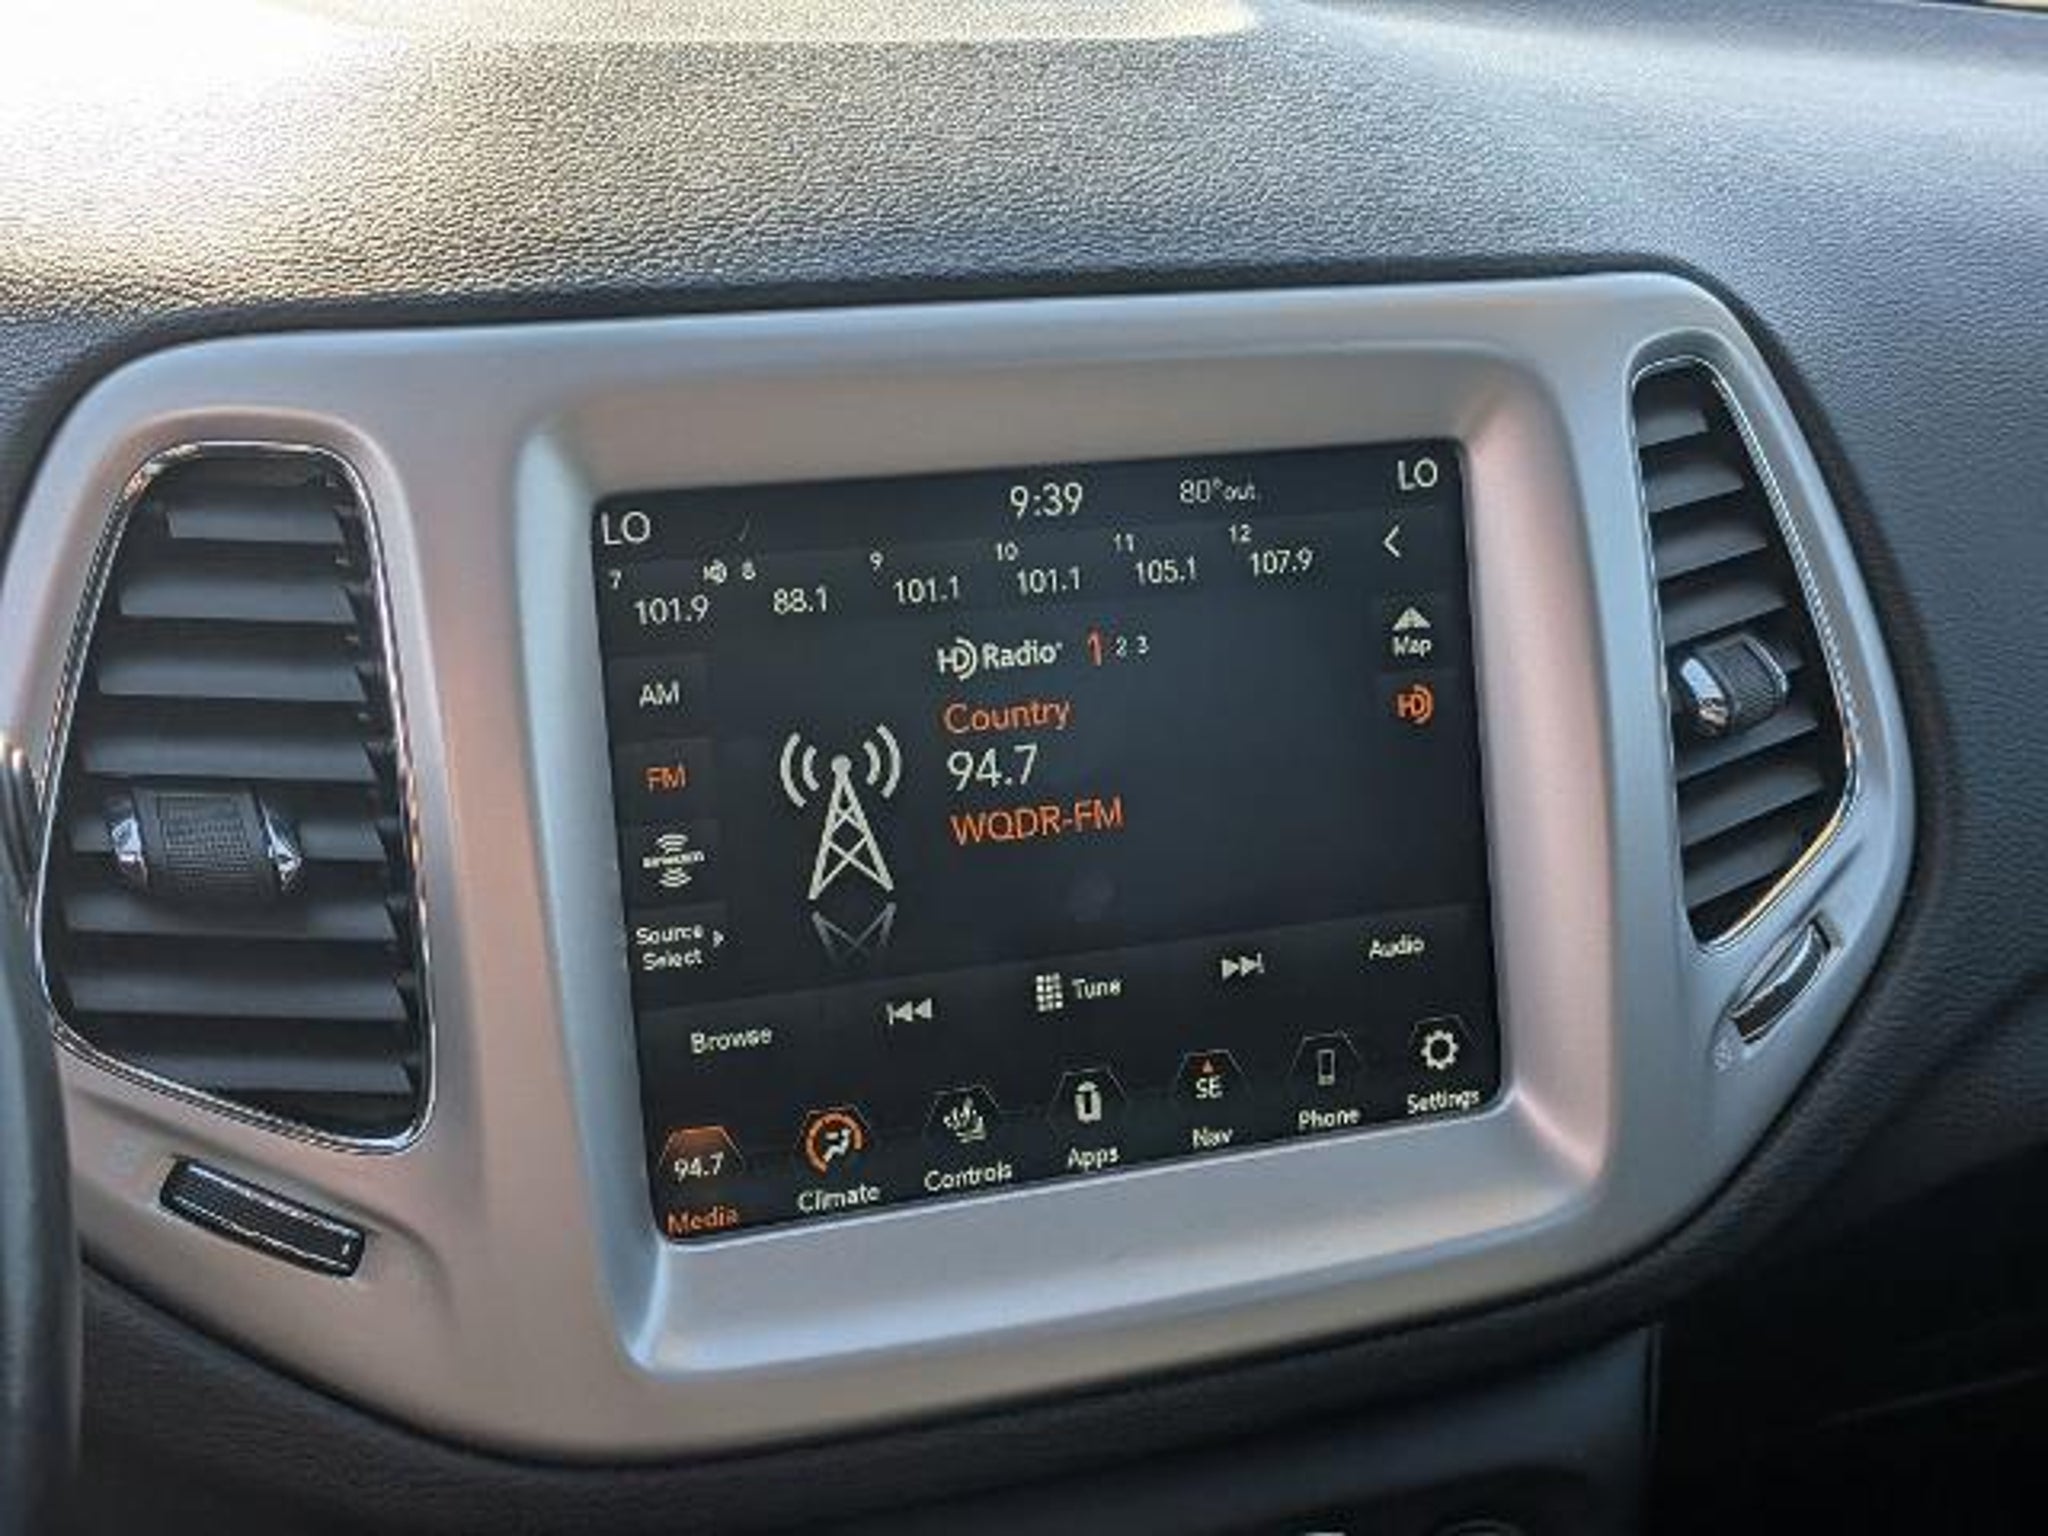 LO 9:39 80°out LO
7 HD 8 9 10 11 12
101.9 88.1 101.1 101.1 105.1 107.9
HD Radio 1 2 3
Map
AM
Country
HD
FM
94.7
WQDR-FM
Source
Select
Browse Tune Audio
94.7 SE
Media Climate Controls Apps Nav Phone Settings